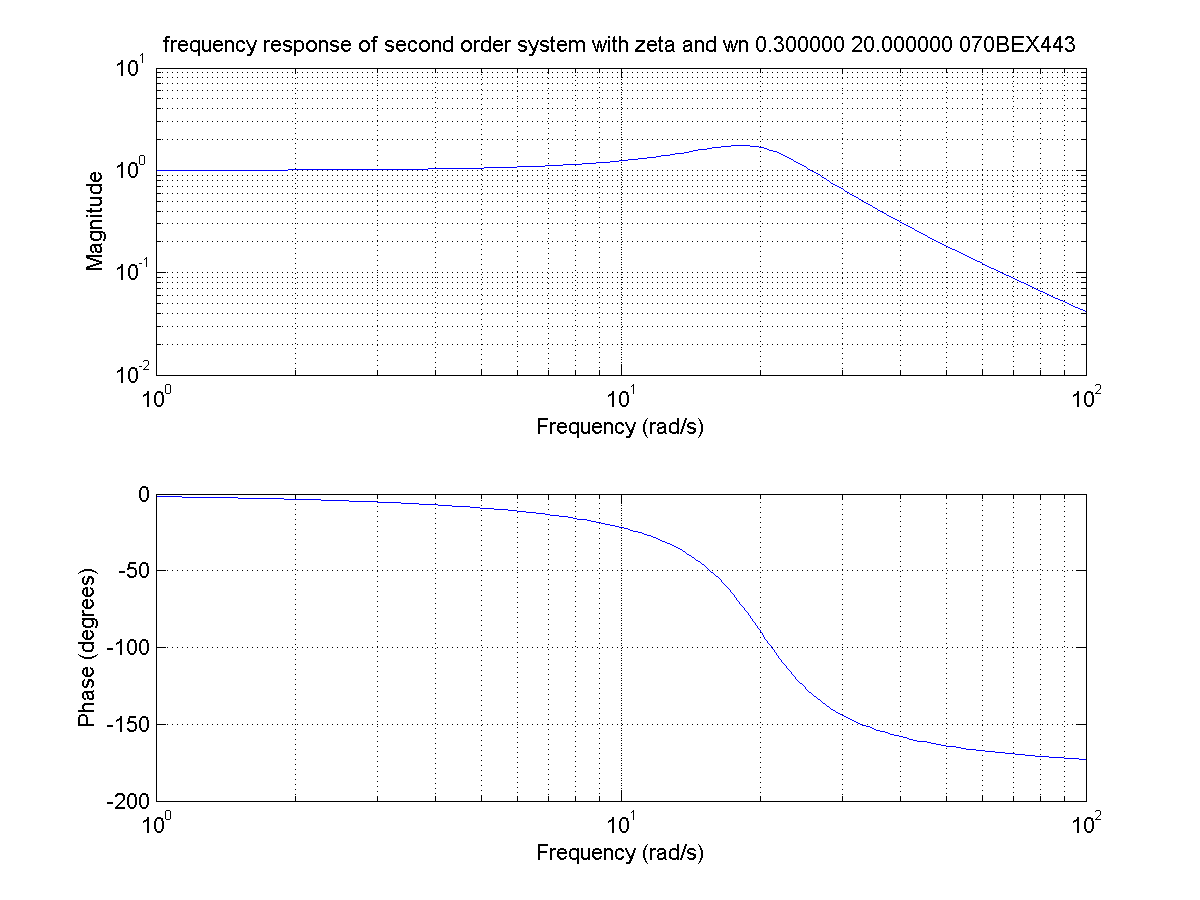 frequency response of second order system with zeta and wn 0.300000 20.000000 070BEX443
10^1
10^0
10^-1
10^-2
Magnitude
10^0 10^1 10^2
Frequency (rad/s)
0
-50
-100
-150
-200
Phase (degrees)
10^0 10^1 10^2
Frequency (rad/s)